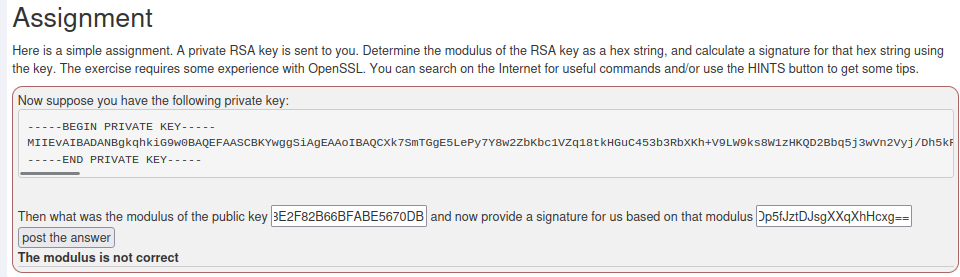 Assignment
Here is a simple assignment. A private RSA key is sent to you. Determine the modulus of the RSA key as a hex string, and calculate a signature for that hex string using
the key. The exercise requires some experience with OpenSSL. You can search on the Internet for useful commands and/or use the HINTS button to get some tips.
Now suppose you have the following private key:
-----BEGIN PRIVATE KEY-----
MIIEvAIBADANBgkqhkiG9w0BAQEFAASCBKYwggSiAgEAAoIBAQCXk7SmTGgE5LePy7Y8w2ZbKbc1VZq18tkHGuC453b3RbXKh+V9LW9ks8W1zHKQD2Bbq5j3wVn2Vyj/Dh5kF
-----END PRIVATE KEY-----
Then what was the modulus of the public key 3E2F82B66BFABE5670DB and now provide a signature for us based on that modulus Op5fJztDJsgXXqXhHcxg==
post the answer
The modulus is not correct